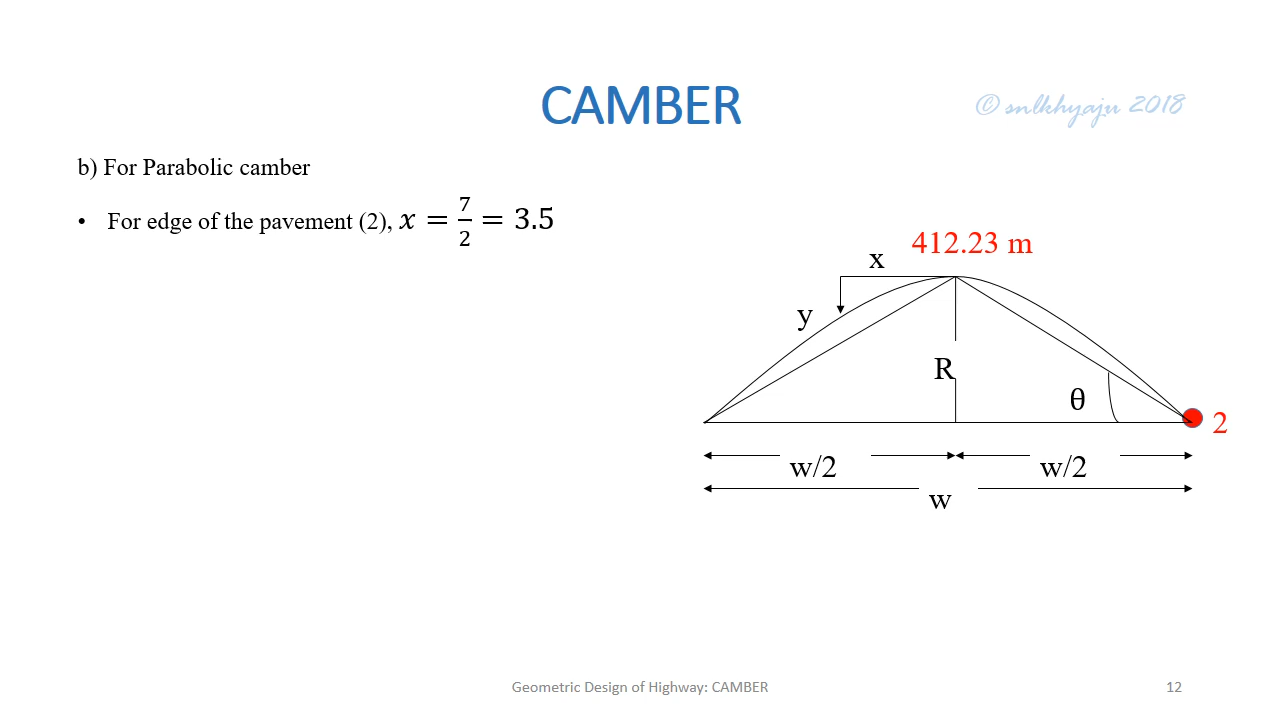 CAMBER
© snlkhyaju 2018
b) For Parabolic camber
• For edge of the pavement (2), x = 7/2 = 3.5
412.23 m
x
y
R
θ
2
w/2 w/2
w
Geometric Design of Highway: CAMBER 12